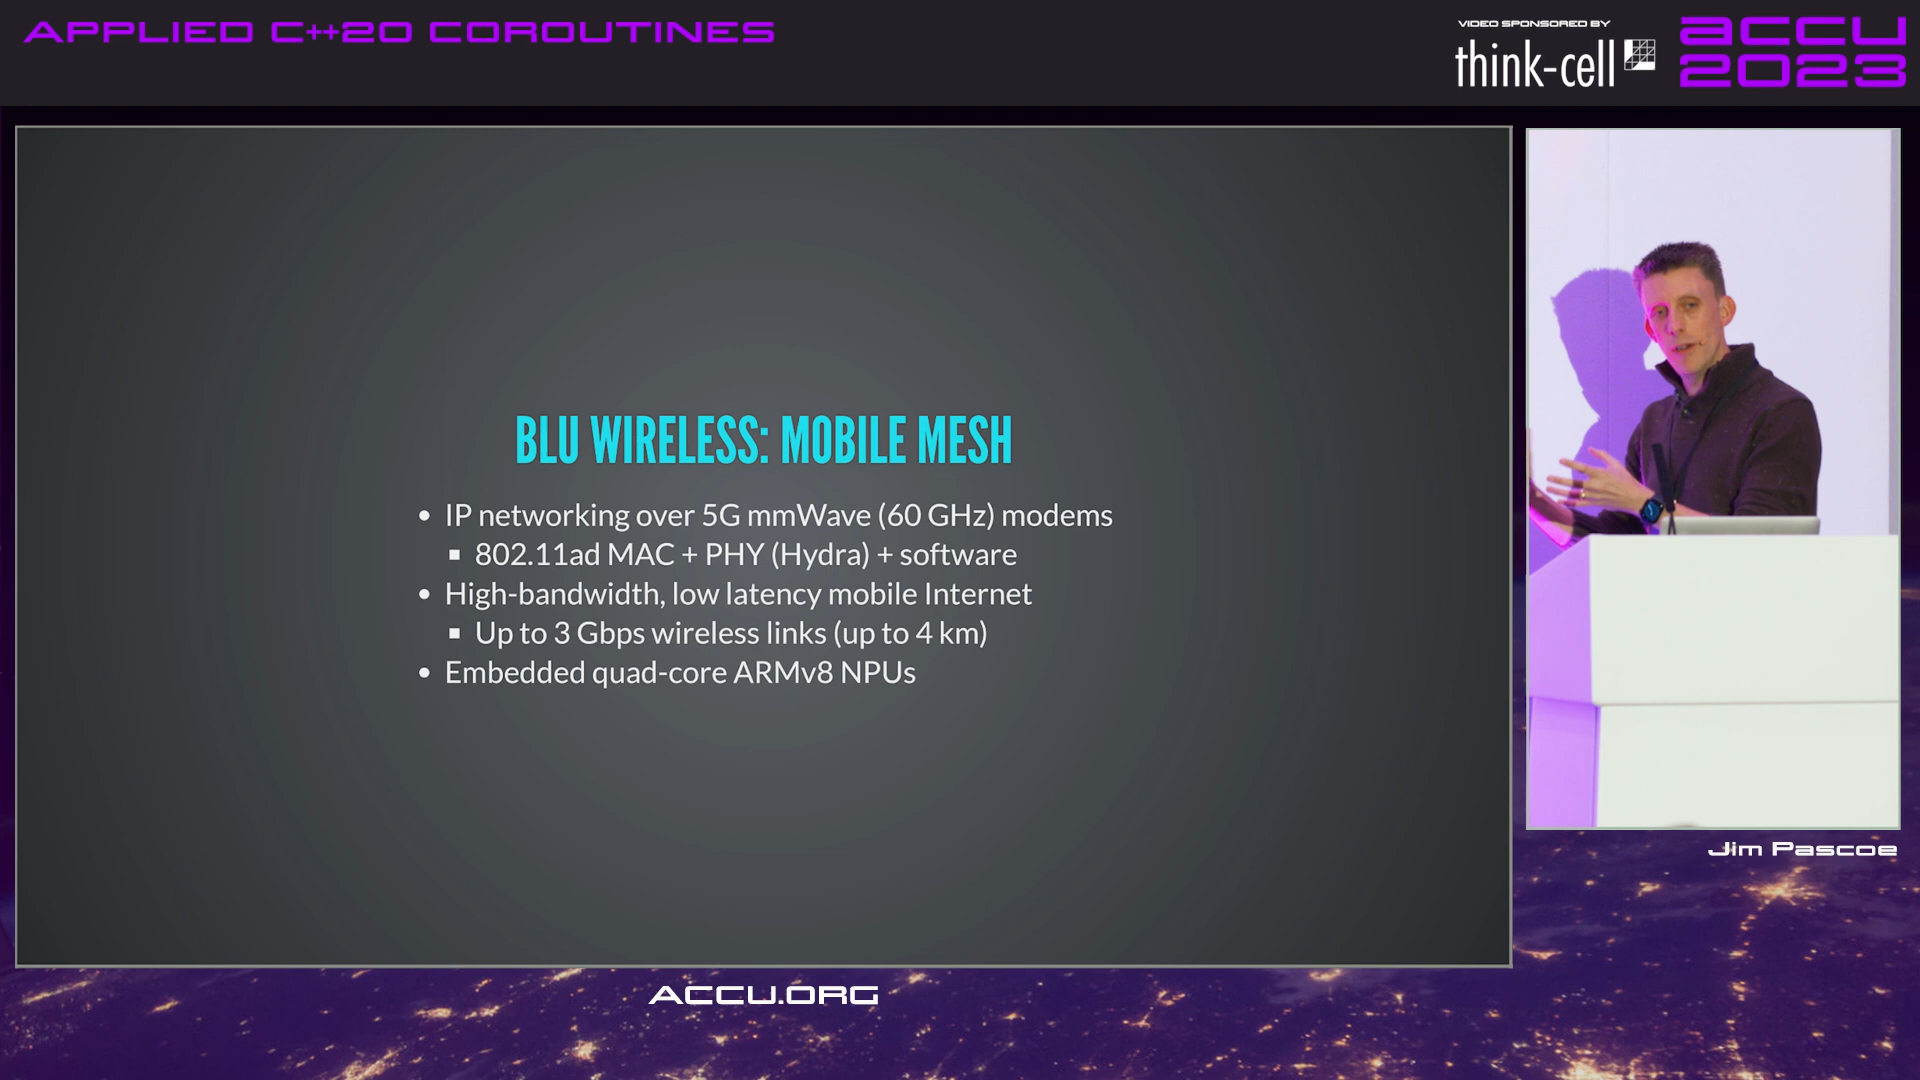 APPLIED C++20 COROUTINES
VIDEO SPONSORED BY
think-cell
accu
2023
BLU WIRELESS: MOBILE MESH
• IP networking over 5G mmWave (60 GHz) modems
▪ 802.11ad MAC + PHY (Hydra) + software
• High-bandwidth, low latency mobile Internet
▪ Up to 3 Gbps wireless links (up to 4 km)
• Embedded quad-core ARMv8 NPUs
Jim Pascoe
ACCU.ORG